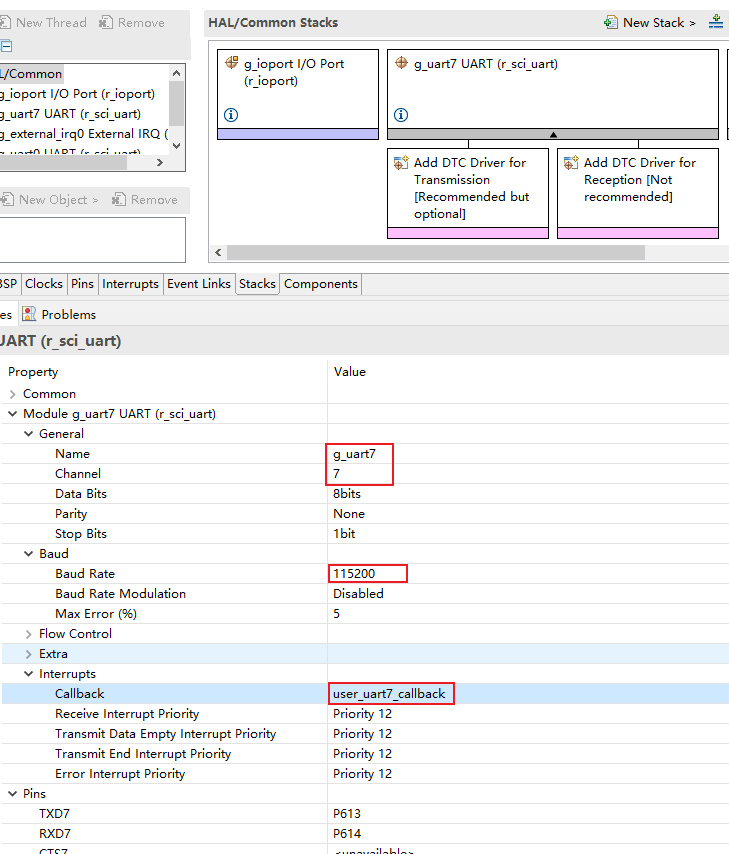 New Thread Remove
L/Common
g_ioport I/O Port (r_ioport)
g_uart7 UART (r_sci_uart)
g_external_irq0 External IRQ (
g_uart0 UART (r_sci_uart)
New Object > Remove
HAL/Common Stacks
New Stack >
g_ioport I/O Port
(r_ioport)
g_uart7 UART (r_sci_uart)
Add DTC Driver for
Transmission
[Recommended but
optional]
Add DTC Driver for
Reception [Not
recommended]
BSP Clocks Pins Interrupts Event Links Stacks Components
es Problems
UART (r_sci_uart)
Property Value
Common
Module g_uart7 UART (r_sci_uart)
General
Name g_uart7
Channel 7
Data Bits 8bits
Parity None
Stop Bits 1bit
Baud
Baud Rate 115200
Baud Rate Modulation Disabled
Max Error (%) 5
Flow Control
Extra
Interrupts
Callback user_uart7_callback
Receive Interrupt Priority Priority 12
Transmit Data Empty Interrupt Priority Priority 12
Transmit End Interrupt Priority Priority 12
Error Interrupt Priority Priority 12
Pins
TXD7 P613
RXD7 P614
CTS7 <unavailable>